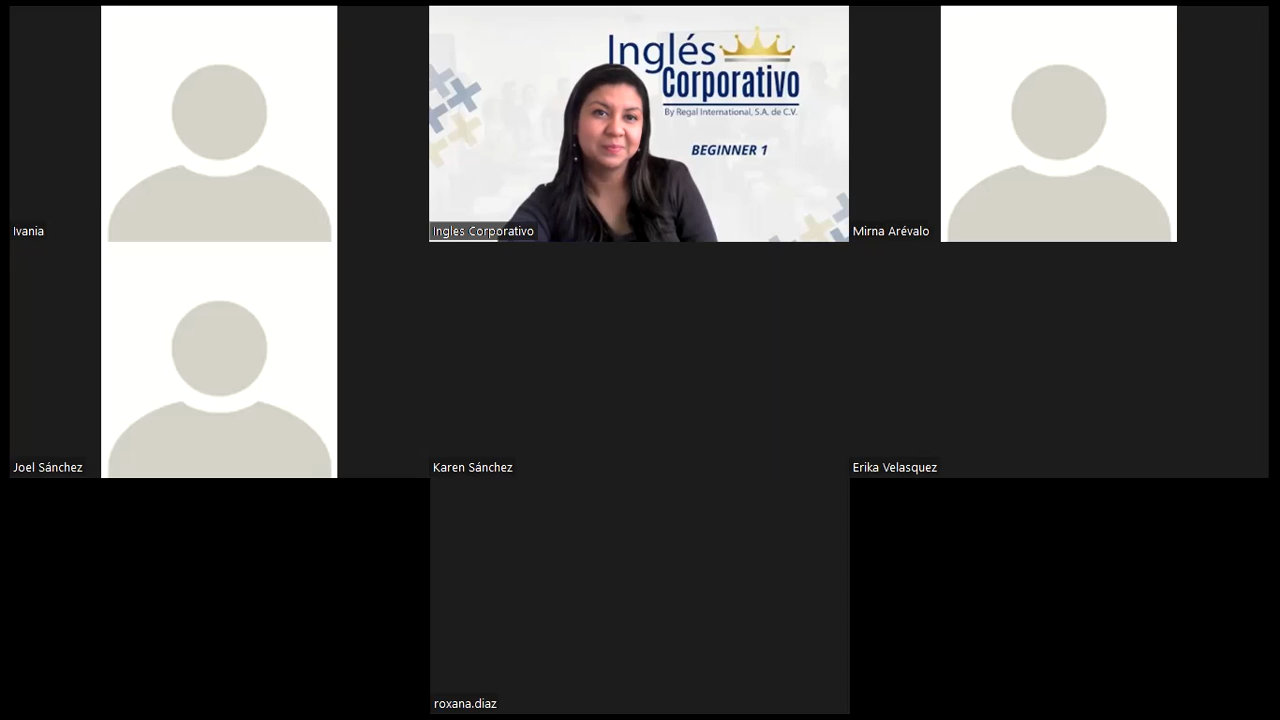 Inglés
Corporativo
By Regal International, S.A. de C.V.
BEGINNER 1
Ivania
Ingles Corporativo
Mirna Arévalo
Joel Sánchez
Karen Sánchez
Erika Velasquez
roxana.diaz